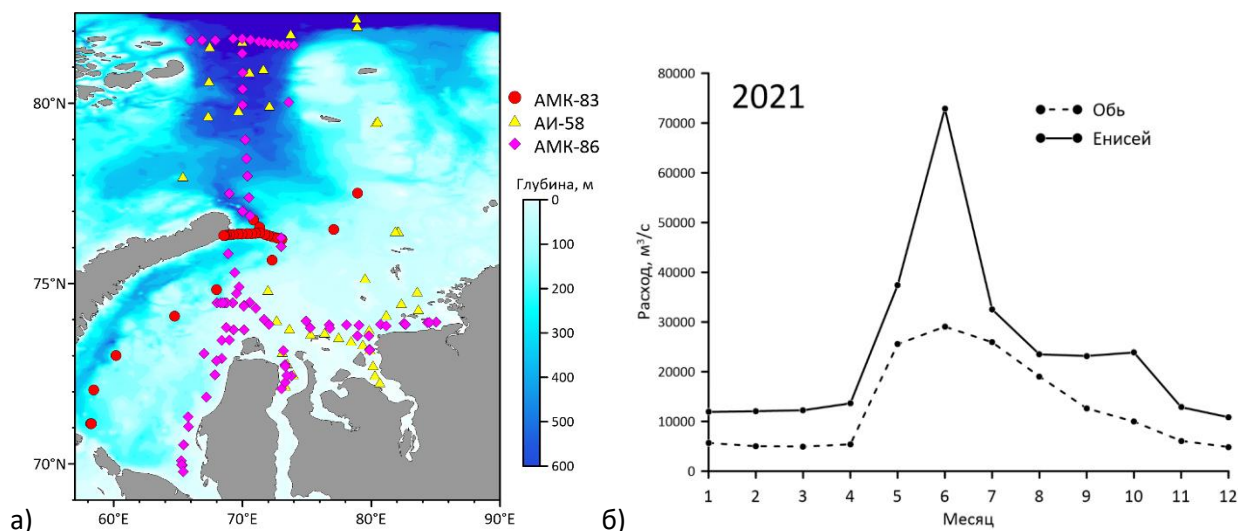 80°N
75°N
70°N
60°E
70°E
80°E
90°E
АМК-83
АИ-58
АМК-86
Глубина, м
0
100
200
300
400
500
600
а)
2021
Обь
Енисей
Расход, м³/с
80000
70000
60000
50000
40000
30000
20000
10000
0
1 2 3 4 5 6 7 8 9 10 11 12
Месяц
б)